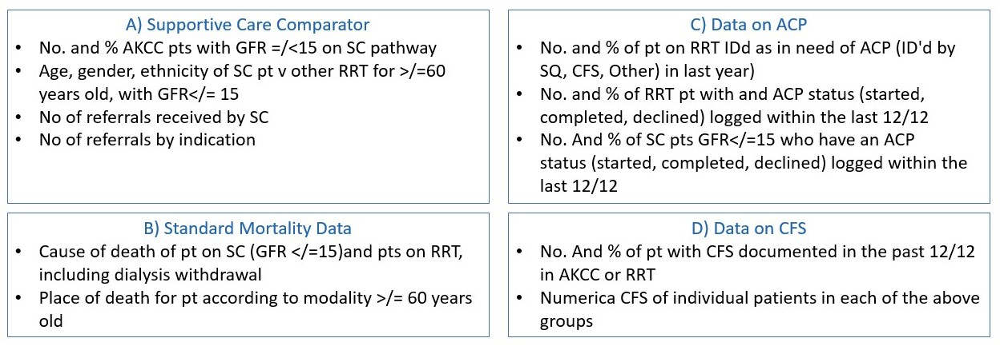 A) Supportive Care Comparator
• No. and % AKCC pts with GFR =/<15 on SC pathway
• Age, gender, ethnicity of SC pt v other RRT for >/=60
years old, with GFR</= 15
• No of referrals received by SC
• No of referrals by indication
B) Standard Mortality Data
• Cause of death of pt on SC (GFR </=15)and pts on RRT,
including dialysis withdrawal
• Place of death for pt according to modality >/= 60 years
old
C) Data on ACP
• No. and % of pt on RRT IDd as in need of ACP (ID'd by
SQ, CFS, Other) in last year)
• No. and % of RRT pt with and ACP status (started,
completed, declined) logged within the last 12/12
• No. And % of SC pts GFR</=15 who have an ACP
status (started, completed, declined) logged within the
last 12/12
D) Data on CFS
• No. And % of pt with CFS documented in the past 12/12
in AKCC or RRT
• Numerica CFS of individual patients in each of the above
groups